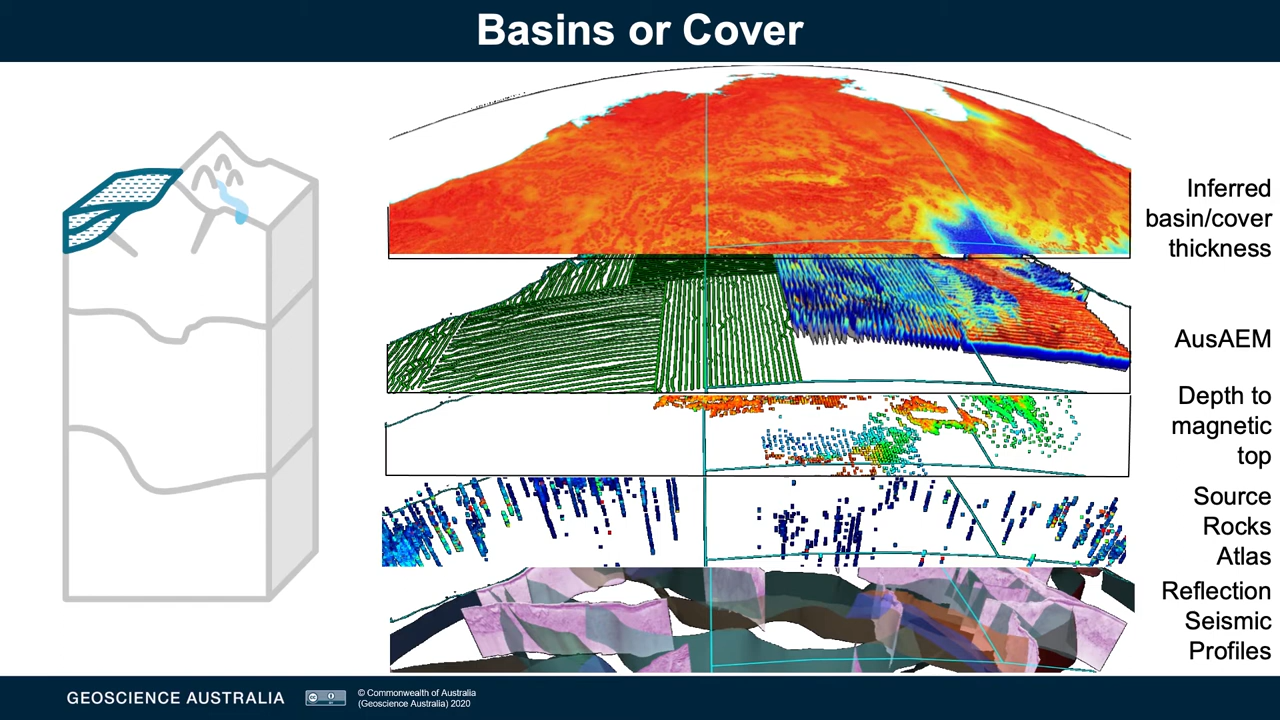 Basins or Cover
Inferred
basin/cover
thickness
AusAEM
Depth to
magnetic
top
Source
Rocks
Atlas
Reflection
Seismic
Profiles
GEOSCIENCE AUSTRALIA
© Commonwealth of Australia
(Geoscience Australia) 2020